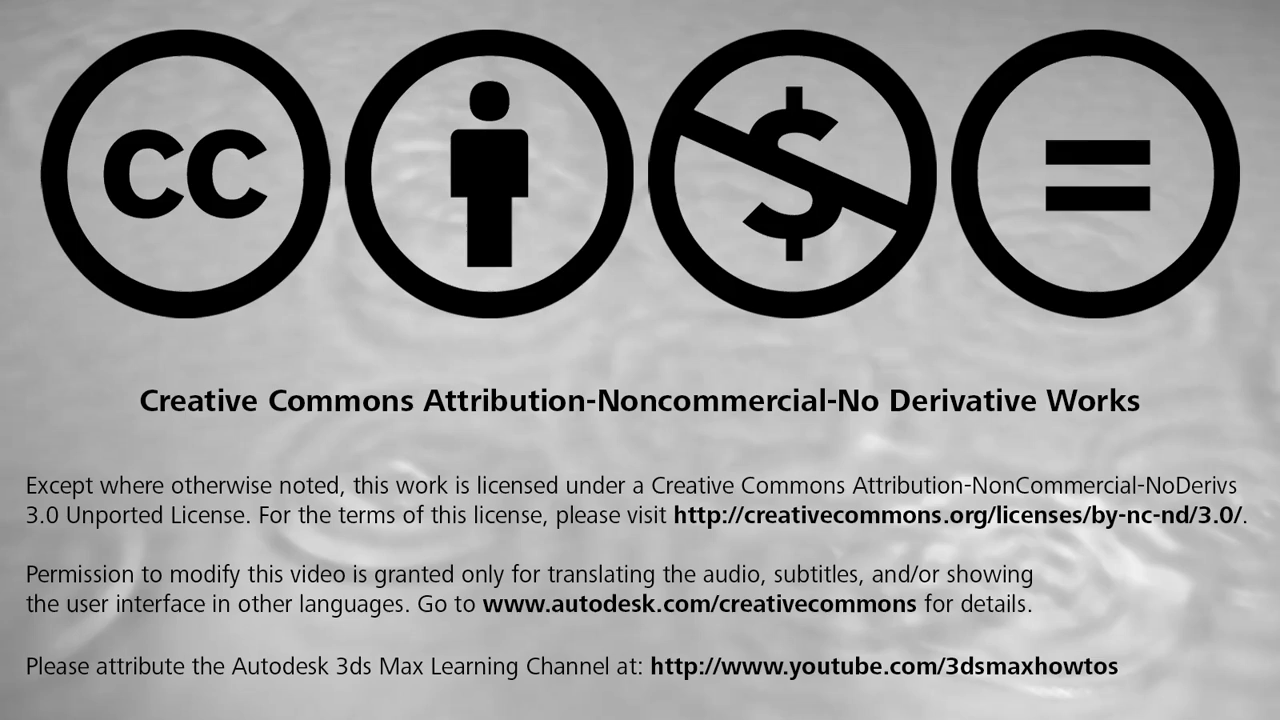 cc $ =
Creative Commons Attribution-Noncommercial-No Derivative Works
Except where otherwise noted, this work is licensed under a Creative Commons Attribution-NonCommercial-NoDerivs
3.0 Unported License. For the terms of this license, please visit http://creativecommons.org/licenses/by-nc-nd/3.0/.
Permission to modify this video is granted only for translating the audio, subtitles, and/or showing
the user interface in other languages. Go to www.autodesk.com/creativecommons for details.
Please attribute the Autodesk 3ds Max Learning Channel at: http://www.youtube.com/3dsmaxhowtos